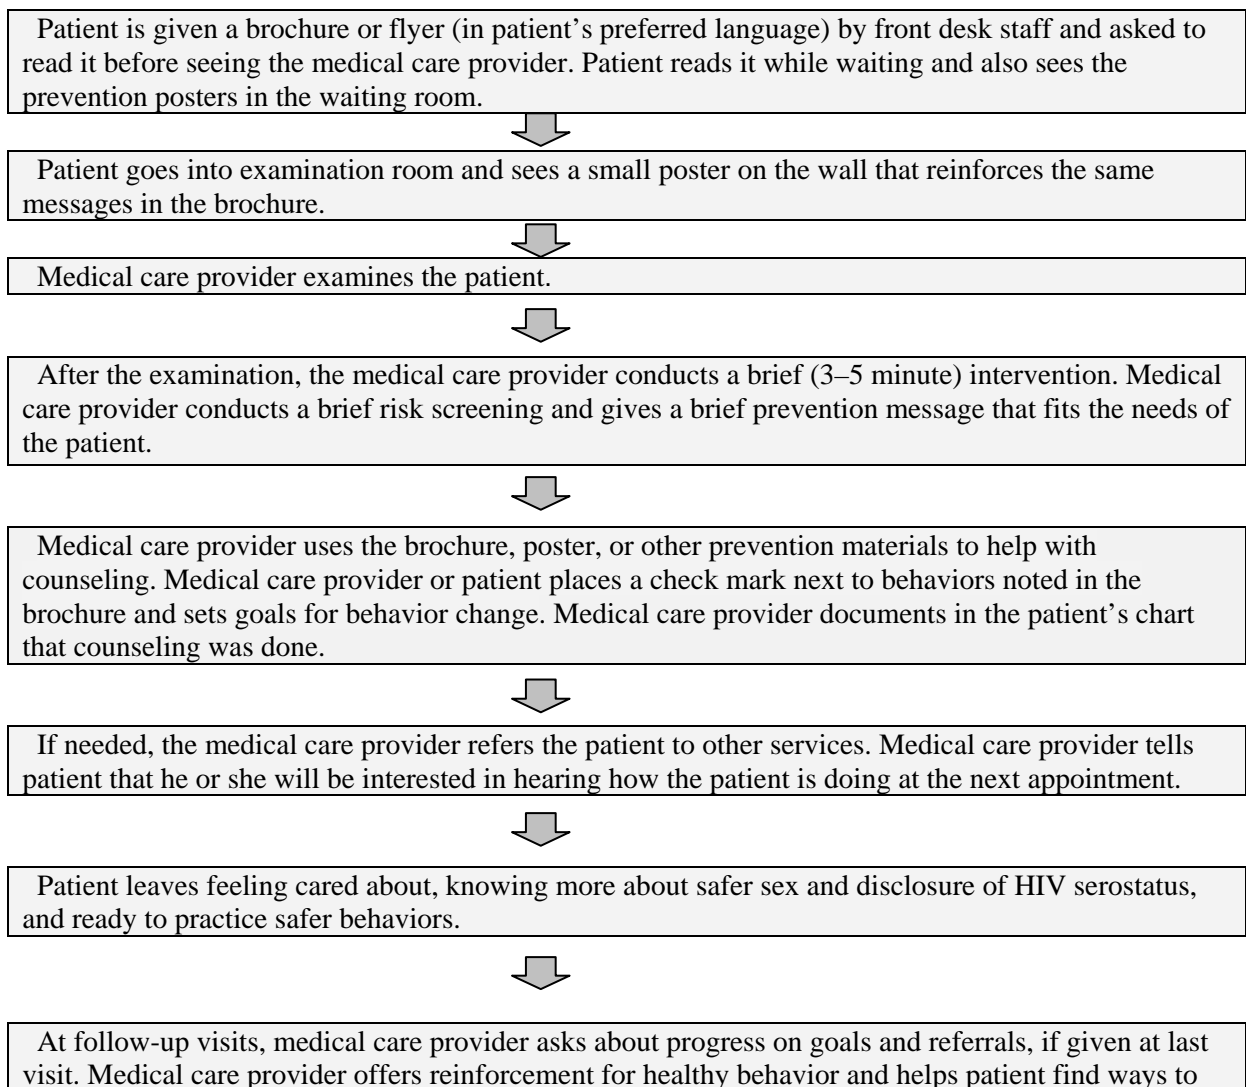 Patient is given a brochure or flyer (in patient’s preferred language) by front desk staff and asked to
read it before seeing the medical care provider. Patient reads it while waiting and also sees the
prevention posters in the waiting room.
Patient goes into examination room and sees a small poster on the wall that reinforces the same
messages in the brochure.
Medical care provider examines the patient.
After the examination, the medical care provider conducts a brief (3–5 minute) intervention. Medical
care provider conducts a brief risk screening and gives a brief prevention message that fits the needs of
the patient.
Medical care provider uses the brochure, poster, or other prevention materials to help with
counseling. Medical care provider or patient places a check mark next to behaviors noted in the
brochure and sets goals for behavior change. Medical care provider documents in the patient’s chart
that counseling was done.
If needed, the medical care provider refers the patient to other services. Medical care provider tells
patient that he or she will be interested in hearing how the patient is doing at the next appointment.
Patient leaves feeling cared about, knowing more about safer sex and disclosure of HIV serostatus,
and ready to practice safer behaviors.
At follow-up visits, medical care provider asks about progress on goals and referrals, if given at last
visit. Medical care provider offers reinforcement for healthy behavior and helps patient find ways to